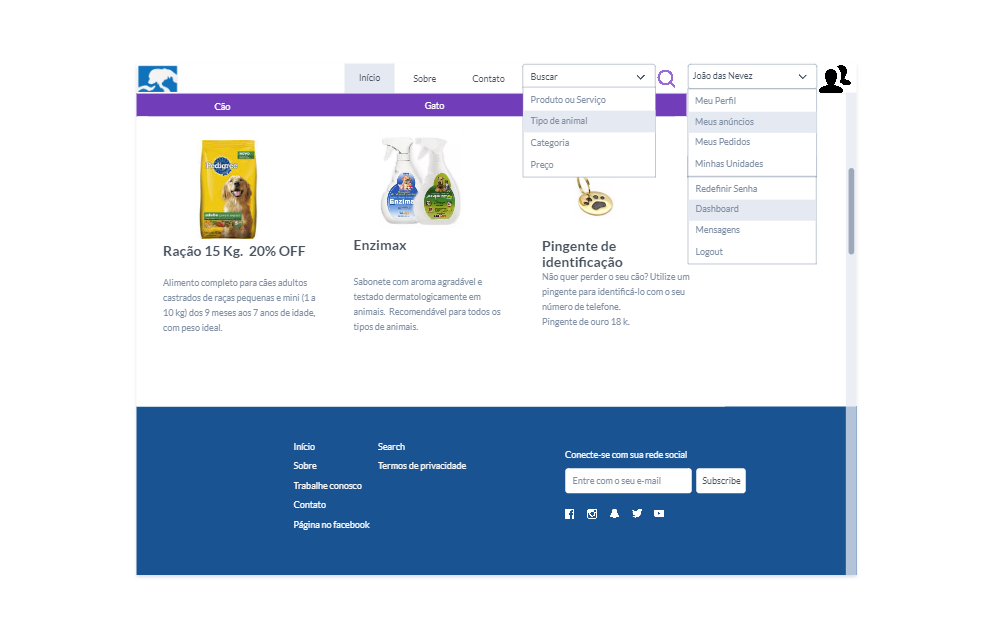 Início
Sobre
Contato
Buscar
João das Nevez
Cão
Gato
Produto ou Serviço
Tipo de animal
Categoria
Preço
Meu Perfil
Meus anúncios
Meus Pedidos
Minhas Unidades
Redefinir Senha
Dashboard
Mensagens
Logout
Pedigree
Enzimax
Ração 15 Kg.  20% OFF
Alimento completo para cães adultos
castrados de raças pequenas e mini (1 a
10 kg) dos 9 meses aos 7 anos de idade,
com peso ideal.
Enzimax
Sabonete com aroma agradável e
testado dermatologicamente em
animais.  Recomendável para todos os
tipos de animais.
Pingente de
identificação
Não quer perder o seu cão? Utilize um
pingente para identificá-lo com o seu
número de telefone.
Pingente de ouro 18 k.
Início
Sobre
Trabalhe conosco
Contato
Página no facebook
Search
Termos de privacidade
Conecte-se com sua rede social
Entre com o seu e-mail
Subscribe